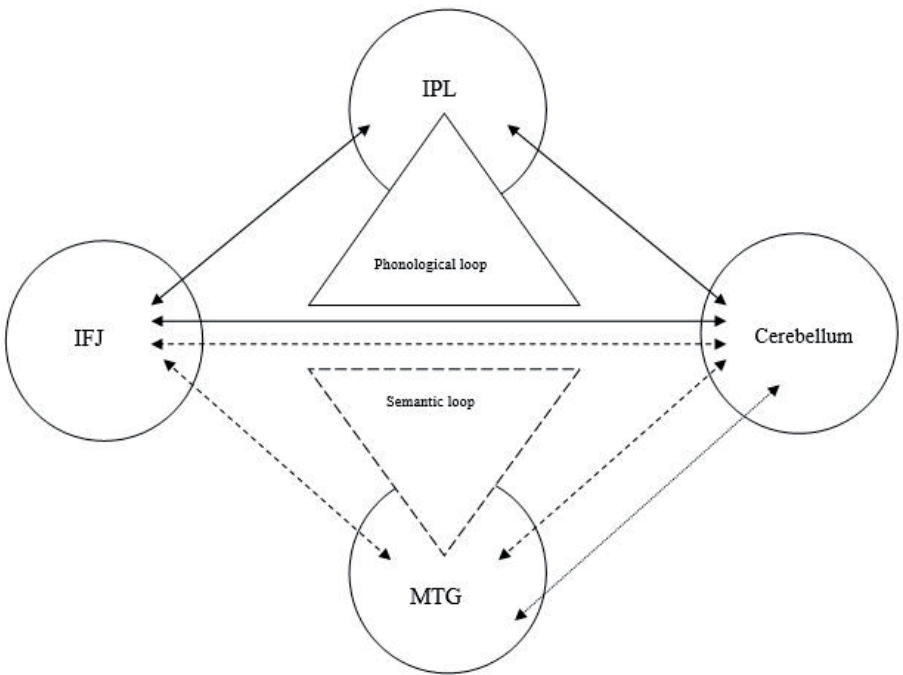 IPL
Phonological loop
IFJ
Cerebellum
Semantic loop
MTG